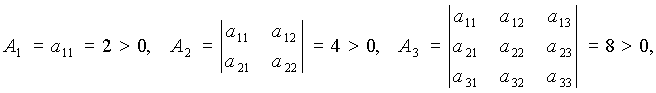 A₁ = a₁₁ = 2 > 0, A₂ = |a₁₁ a₁₂; a₂₁ a₂₂| = 4 > 0, A₃ = |a₁₁ a₁₂ a₁₃; a₂₁ a₂₂ a₂₃; a₃₁ a₃₂ a₃₃| = 8 > 0,